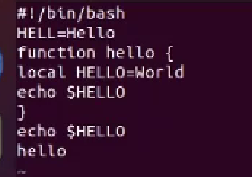 #!/bin/bash
HELL=Hello
function hello {
local HELLO=World
echo $HELLO
}
echo $HELLO
hello
~